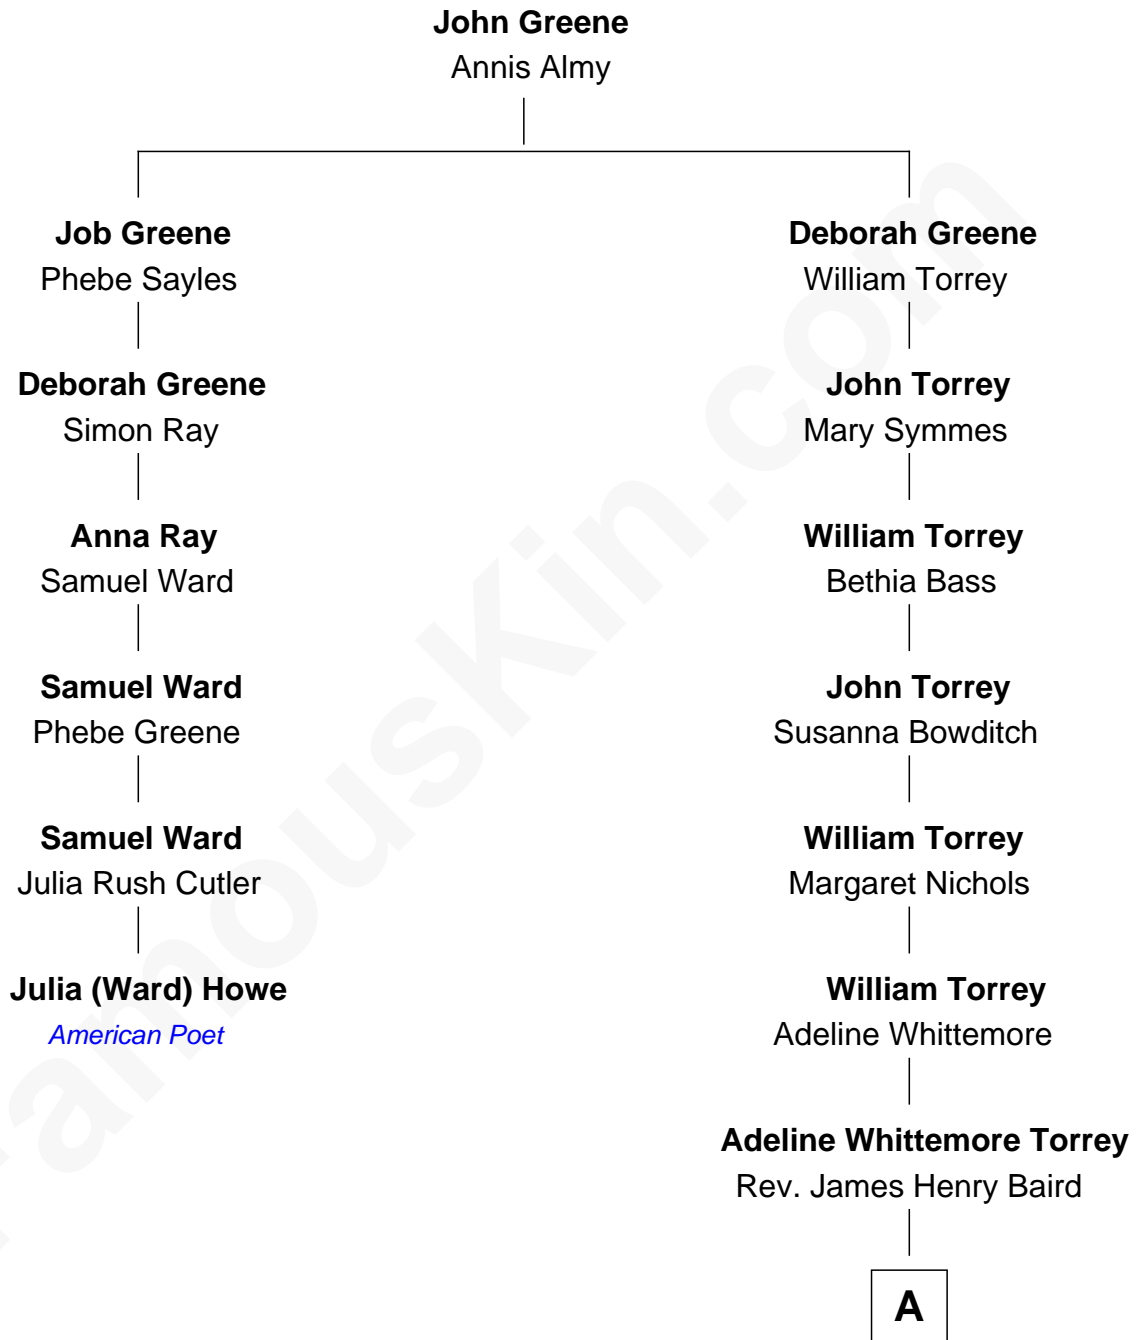 John Greene
Annis Almy
Job Greene
Phebe Sayles
Deborah Greene
William Torrey
Deborah Greene
Simon Ray
John Torrey
Mary Symmes
Anna Ray
Samuel Ward
William Torrey
Bethia Bass
Samuel Ward
Phebe Greene
John Torrey
Susanna Bowditch
Samuel Ward
Julia Rush Cutler
William Torrey
Margaret Nichols
Julia (Ward) Howe
American Poet
William Torrey
Adeline Whittemore
Adeline Whittemore Torrey
Rev. James Henry Baird
A
FamousKin.com